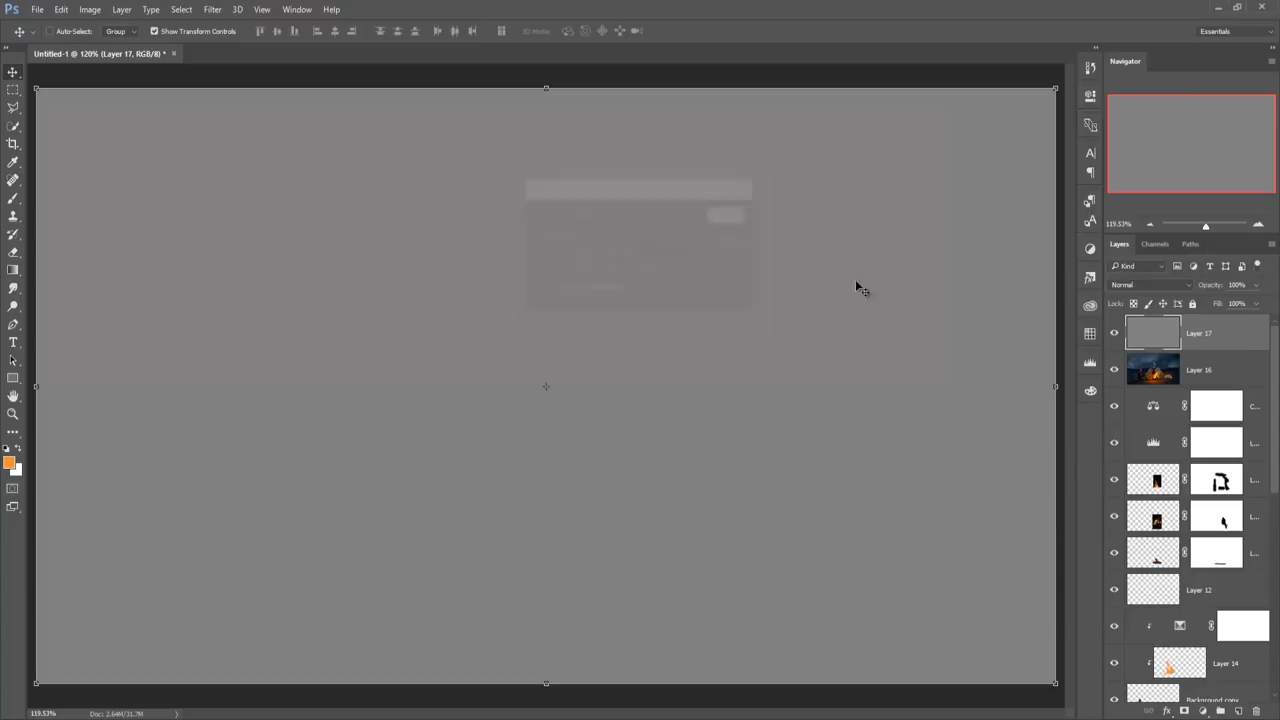 Ps File Edit Image Layer Type Select Filter 3D View Window Help
Auto-Select: Group Show Transform Controls 3D Mode: Essentials
Untitled-1 @ 120% (Layer 17, RGB/8) * ×
Navigator
119.53%
Layers Channels Paths
Kind
Normal Opacity: 100%
Lock: Fill: 100%
Layer 17
Layer 16
C...
L...
L...
L...
L...
Layer 12
Layer 14
Background copy
119.53% Doc: 2.64M/31.7M